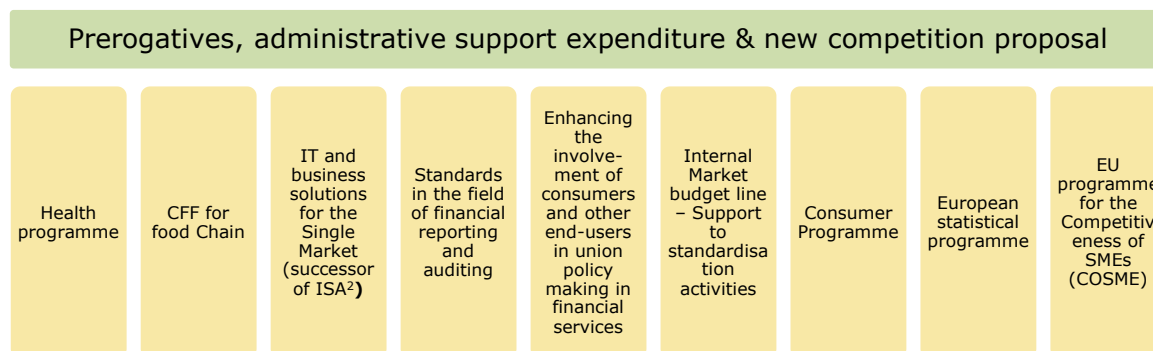 Prerogatives, administrative support expenditure & new competition proposal
Health
programme
CFF for
food Chain
IT and
business
solutions
for the
Single
Market
(successor
of ISA²)
Standards
in the field
of financial
reporting
and
auditing
Enhancing
the
involve-
ment of
consumers
and other
end-users
in union
policy
making in
financial
services
Internal
Market
budget line
– Support
to
standardisa
tion
activities
Consumer
Programme
European
statistical
programme
EU
programme
for the
Competitiv
eness of
SMEs
(COSME)